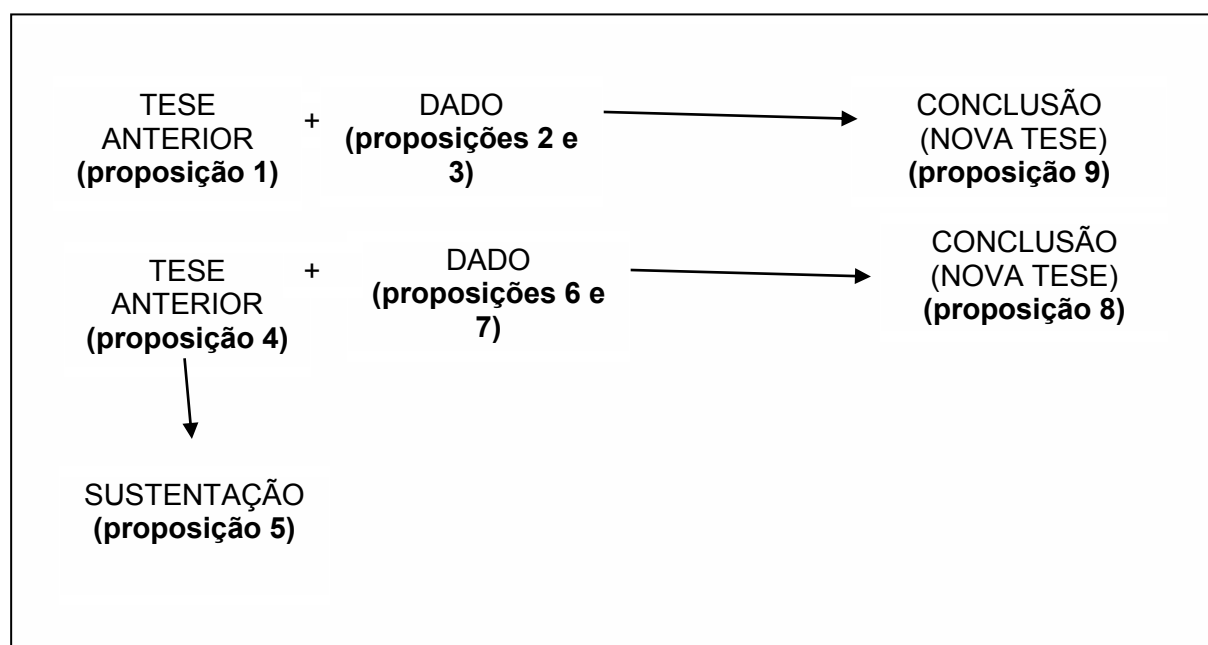 TESE
ANTERIOR
(proposição 1)
+
DADO
(proposições 2 e
3)
CONCLUSÃO
(NOVA TESE)
(proposição 9)
TESE
ANTERIOR
(proposição 4)
+
DADO
(proposições 6 e
7)
CONCLUSÃO
(NOVA TESE)
(proposição 8)
SUSTENTAÇÃO
(proposição 5)